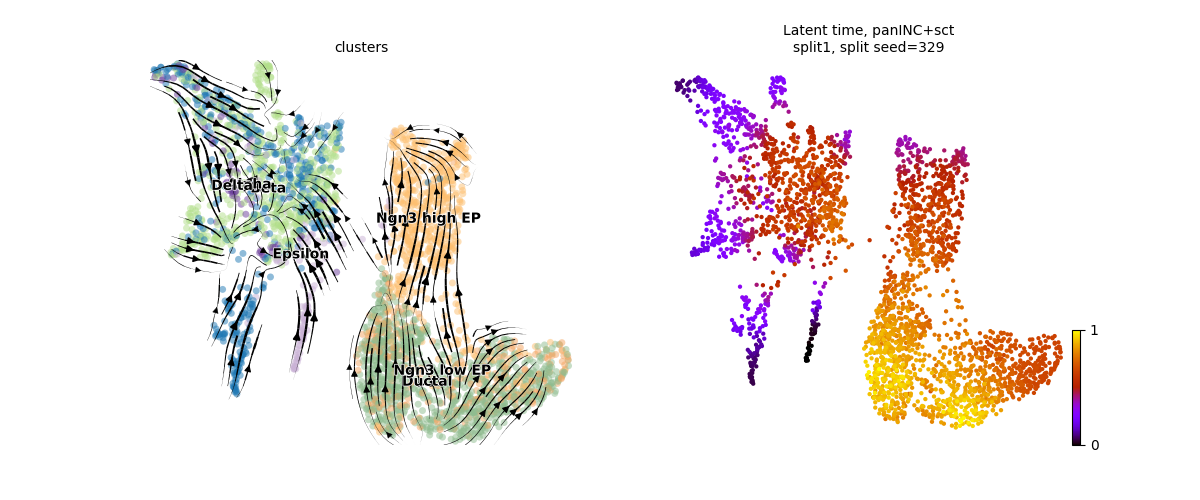 clusters
Latent time, panINC+sct
split1, split seed=329
Beta
Ngn3 high EP
Epsilon
Ngn3 low EP
Ductal
1
0